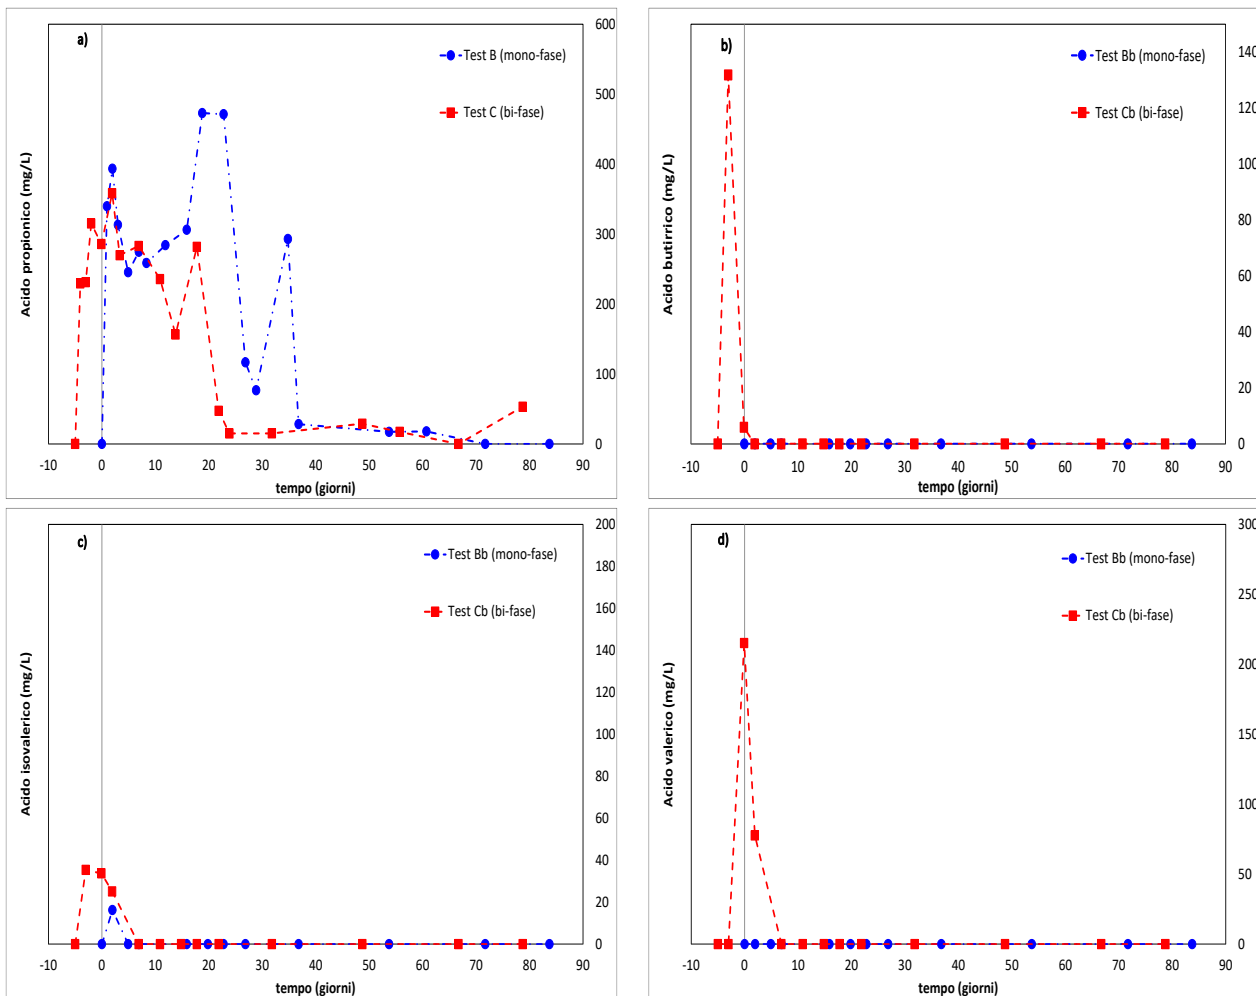 a)
Test B (mono-fase)
Test C (bi-fase)
Acido propionico (mg/L)
600
500
400
300
200
100
0
-10 0 10 20 30 40 50 60 70 80 90
tempo (giorni)
b)
Test Bb (mono-fase)
Test Cb (bi-fase)
Acido butirrico (mg/L)
140
120
100
80
60
40
20
0
-10 0 10 20 30 40 50 60 70 80 90
tempo (giorni)
c)
Test Bb (mono-fase)
Test Cb (bi-fase)
Acido isovalerico (mg/L)
200
180
160
140
120
100
80
60
40
20
0
-10 0 10 20 30 40 50 60 70 80 90
tempo (giorni)
d)
Test Bb (mono-fase)
Test Cb (bi-fase)
Acido valerico (mg/L)
300
250
200
150
100
50
0
-10 0 10 20 30 40 50 60 70 80 90
tempo (giorni)